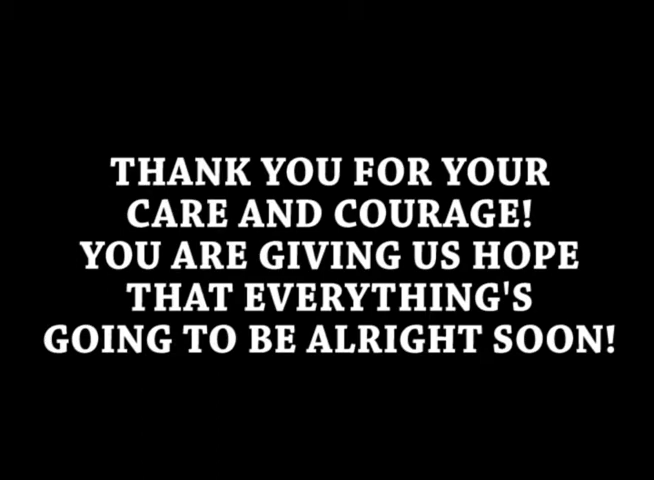 THANK YOU FOR YOUR
CARE AND COURAGE!
YOU ARE GIVING US HOPE
THAT EVERYTHING'S
GOING TO BE ALRIGHT SOON!